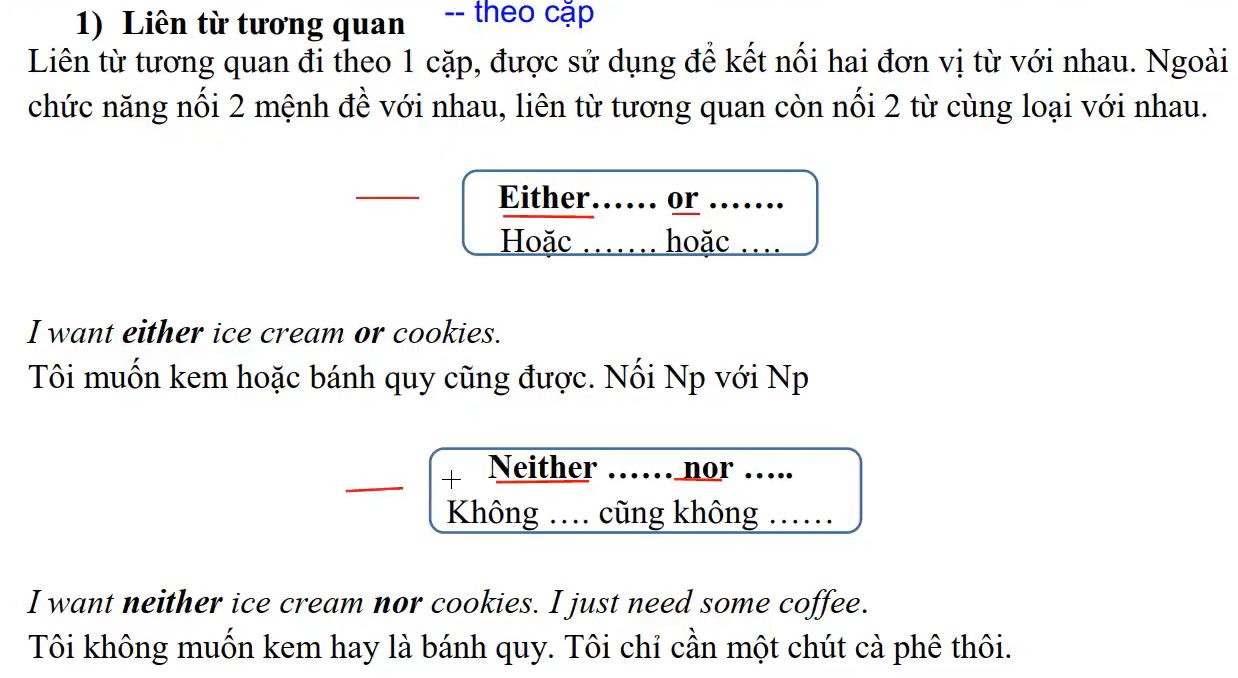 1) Liên từ tương quan -- theo cặp
Liên từ tương quan đi theo 1 cặp, được sử dụng để kết nối hai đơn vị từ với nhau. Ngoài
chức năng nối 2 mệnh đề với nhau, liên từ tương quan còn nối 2 từ cùng loại với nhau.
Either…… or …….
Hoặc ……. hoặc ….
I want either ice cream or cookies.
Tôi muốn kem hoặc bánh quy cũng được. Nối Np với Np
Neither …… nor …..
Không …. cũng không ……
I want neither ice cream nor cookies. I just need some coffee.
Tôi không muốn kem hay là bánh quy. Tôi chỉ cần một chút cà phê thôi.